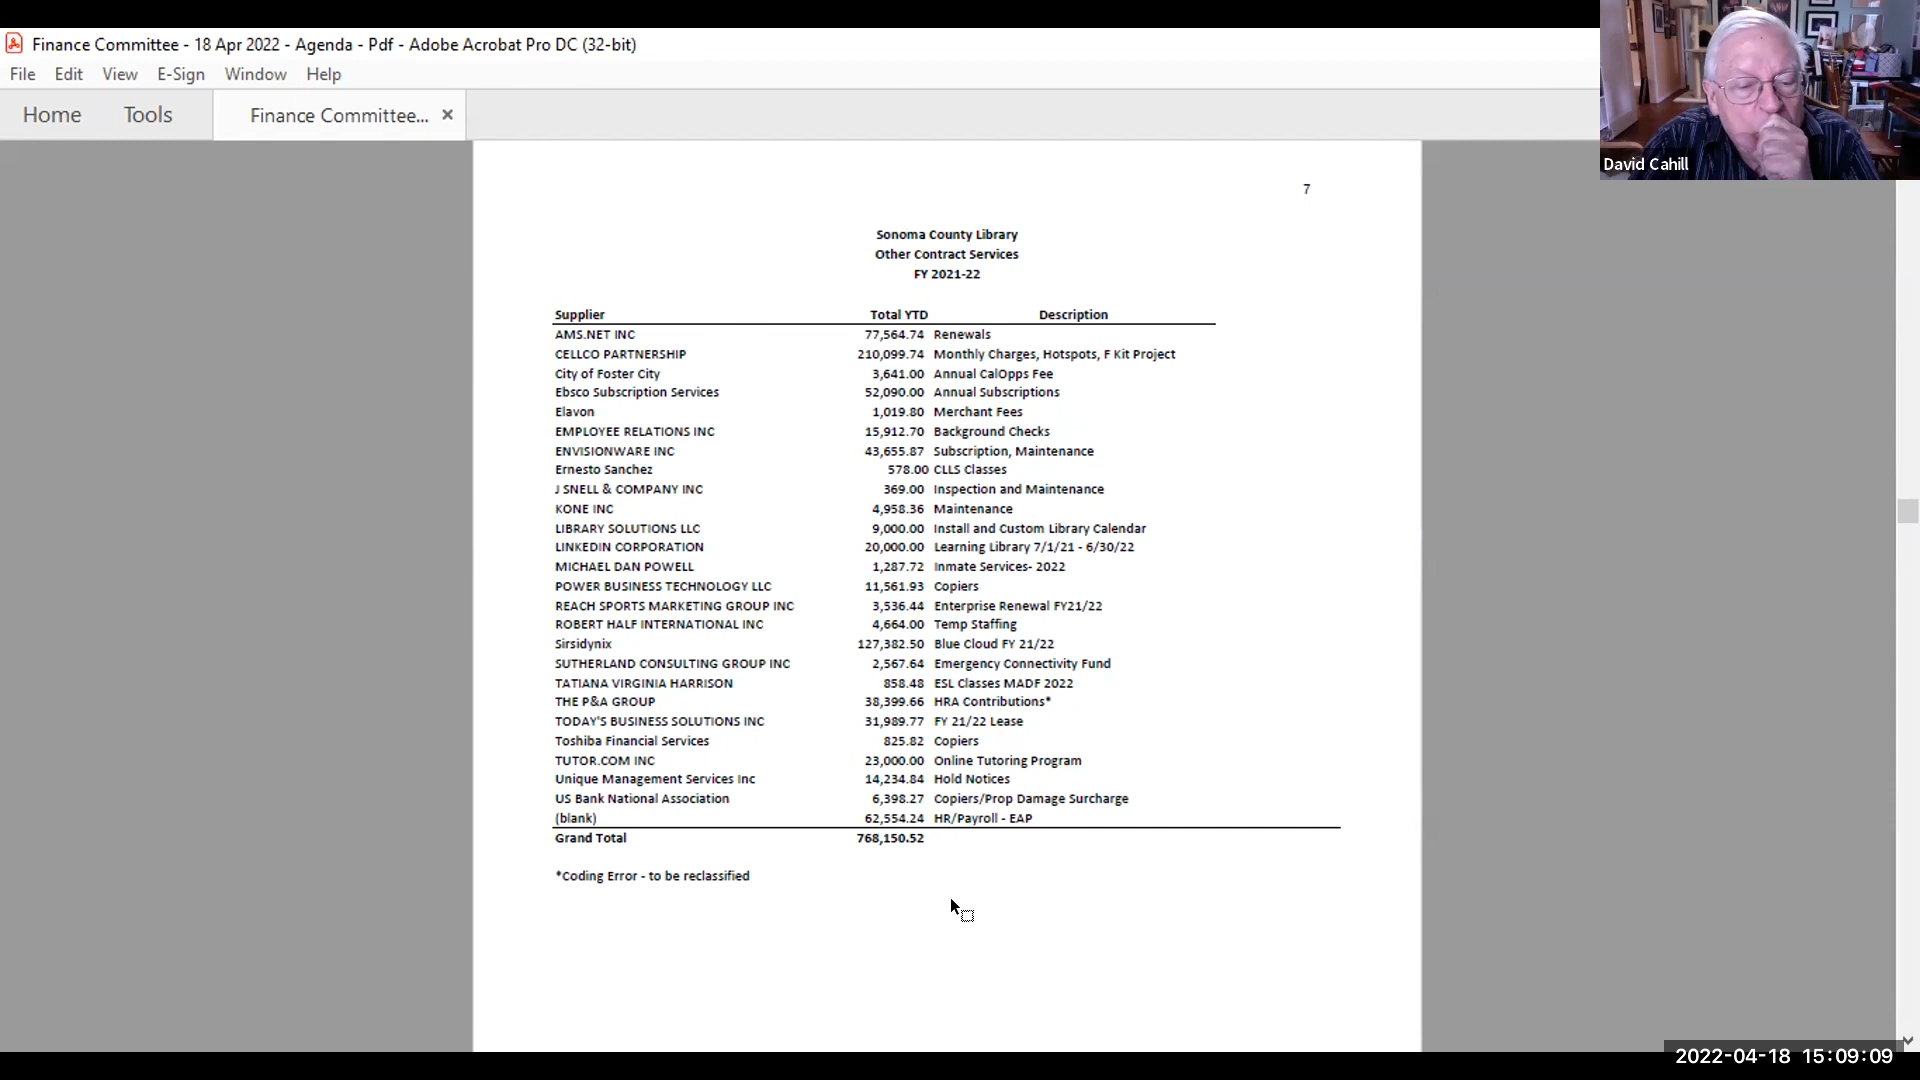 Finance Committee - 18 Apr 2022 - Agenda - Pdf - Adobe Acrobat Pro DC (32-bit)
File Edit View E-Sign Window Help
Home Tools Finance Committee... ×
David Cahill
7
Sonoma County Library
Other Contract Services
FY 2021-22
Supplier Total YTD Description
AMS.NET INC 77,564.74 Renewals
CELLCO PARTNERSHIP 210,099.74 Monthly Charges, Hotspots, F Kit Project
City of Foster City 3,641.00 Annual CalOpps Fee
Ebsco Subscription Services 52,090.00 Annual Subscriptions
Elavon 1,019.80 Merchant Fees
EMPLOYEE RELATIONS INC 15,912.70 Background Checks
ENVISIONWARE INC 43,655.87 Subscription, Maintenance
Ernesto Sanchez 578.00 CLLS Classes
J SNELL & COMPANY INC 369.00 Inspection and Maintenance
KONE INC 4,958.36 Maintenance
LIBRARY SOLUTIONS LLC 9,000.00 Install and Custom Library Calendar
LINKEDIN CORPORATION 20,000.00 Learning Library 7/1/21 - 6/30/22
MICHAEL DAN POWELL 1,287.72 Inmate Services- 2022
POWER BUSINESS TECHNOLOGY LLC 11,561.93 Copiers
REACH SPORTS MARKETING GROUP INC 3,536.44 Enterprise Renewal FY21/22
ROBERT HALF INTERNATIONAL INC 4,664.00 Temp Staffing
Sirsidynix 127,382.50 Blue Cloud FY 21/22
SUTHERLAND CONSULTING GROUP INC 2,567.64 Emergency Connectivity Fund
TATIANA VIRGINIA HARRISON 858.48 ESL Classes MADF 2022
THE P&A GROUP 38,399.66 HRA Contributions*
TODAY'S BUSINESS SOLUTIONS INC 31,989.77 FY 21/22 Lease
Toshiba Financial Services 825.82 Copiers
TUTOR.COM INC 23,000.00 Online Tutoring Program
Unique Management Services Inc 14,234.84 Hold Notices
US Bank National Association 6,398.27 Copiers/Prop Damage Surcharge
(blank) 62,554.24 HR/Payroll - EAP
Grand Total 768,150.52
*Coding Error - to be reclassified
2022-04-18 15:09:09